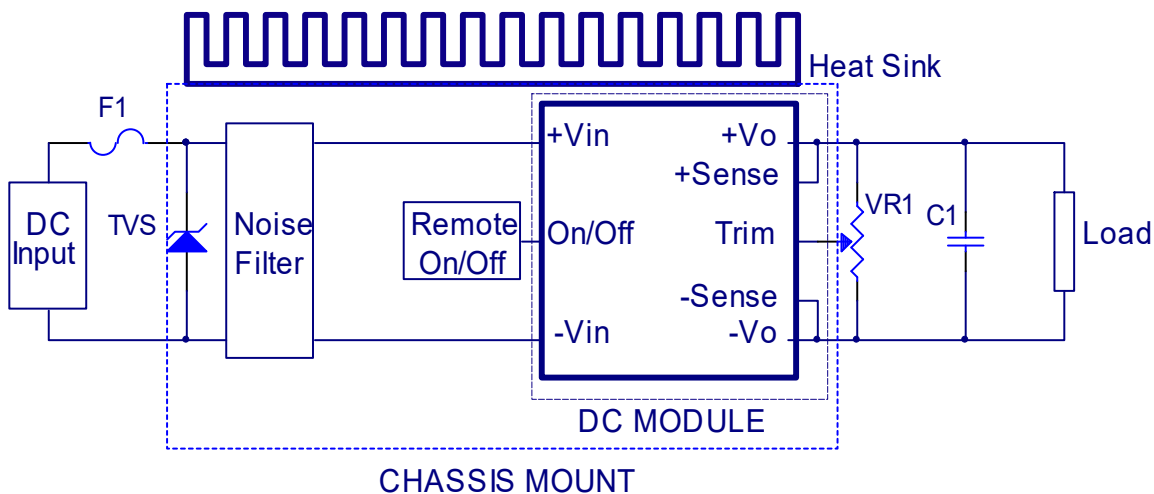 Heat Sink
F1
DC
Input
TVS
Noise
Filter
Remote
On/Off
+Vin
On/Off
-Vin
+Vo
+Sense
Trim
-Sense
-Vo
VR1
C1
Load
DC MODULE
CHASSIS MOUNT